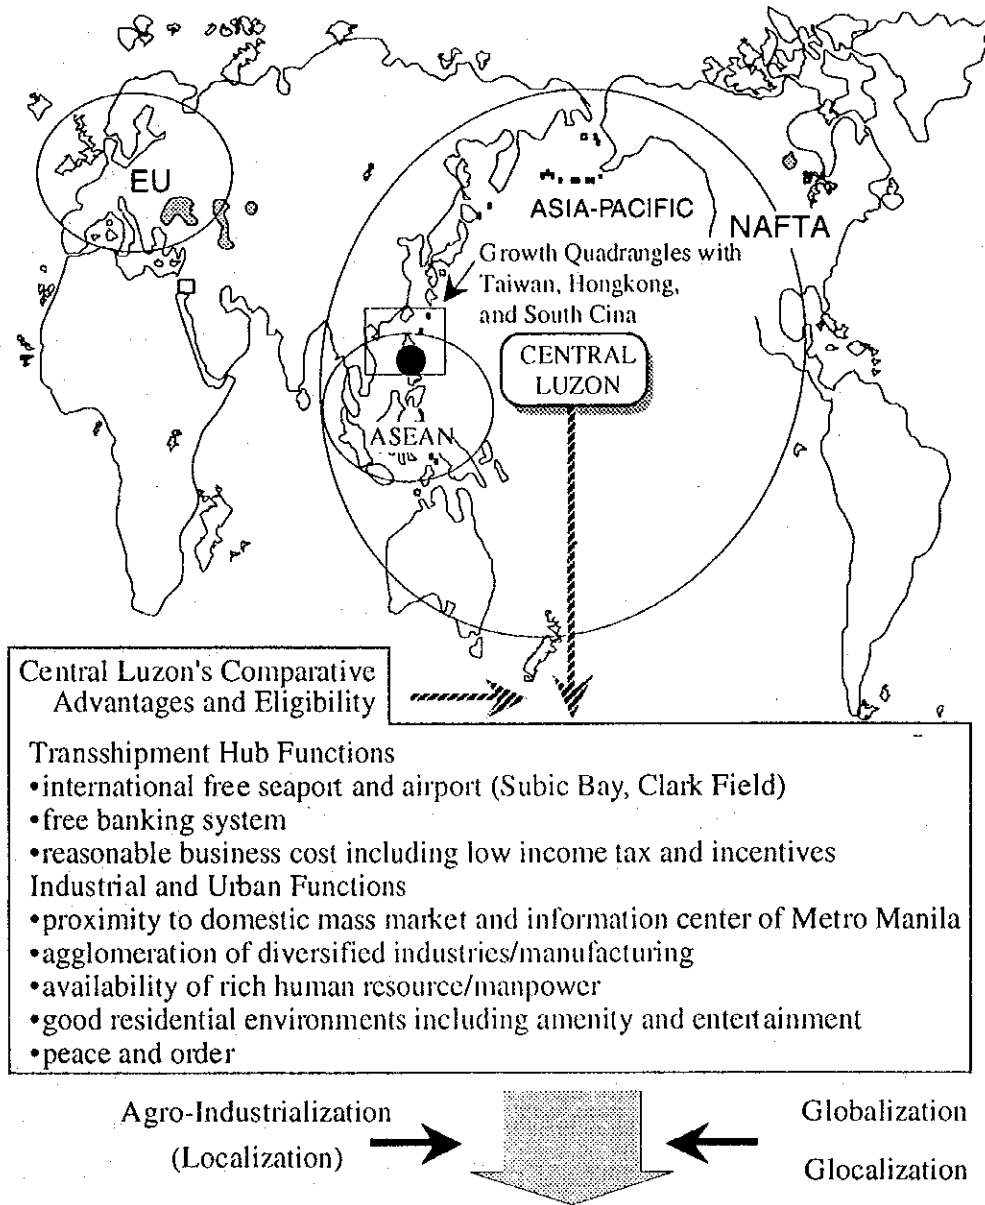 EU
ASIA-PACIFIC
NAFTA
Growth Quadrangles with
Taiwan, Hongkong,
and South Cina
CENTRAL
LUZON
ASEAN
Central Luzon's Comparative
Advantages and Eligibility
Transshipment Hub Functions
•international free seaport and airport (Subic Bay, Clark Field)
•free banking system
•reasonable business cost including low income tax and incentives
Industrial and Urban Functions
•proximity to domestic mass market and information center of Metro Manila
•agglomeration of diversified industries/manufacturing
•availability of rich human resource/manpower
•good residential environments including amenity and entertainment
•peace and order
Agro-Industrialization
(Localization)
Globalization
Glocalization